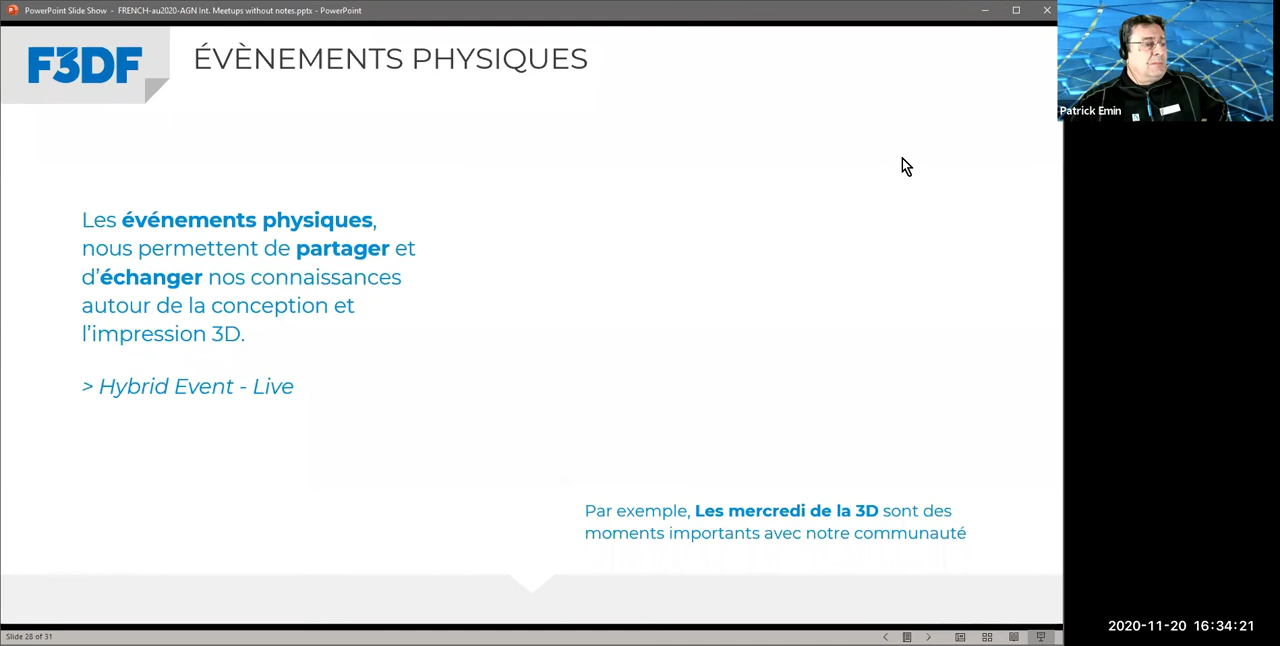 PowerPoint Slide Show - FRENCH-au2020-AGN Int. Meetups without notes.pptx - PowerPoint
F3DF
ÉVÈNEMENTS PHYSIQUES
Patrick Emin
Les événements physiques,
nous permettent de partager et
d'échanger nos connaissances
autour de la conception et
l'impression 3D.
> Hybrid Event - Live
Par exemple, Les mercredi de la 3D sont des
moments importants avec notre communauté
Slide 28 of 31
2020-11-20 16:34:21